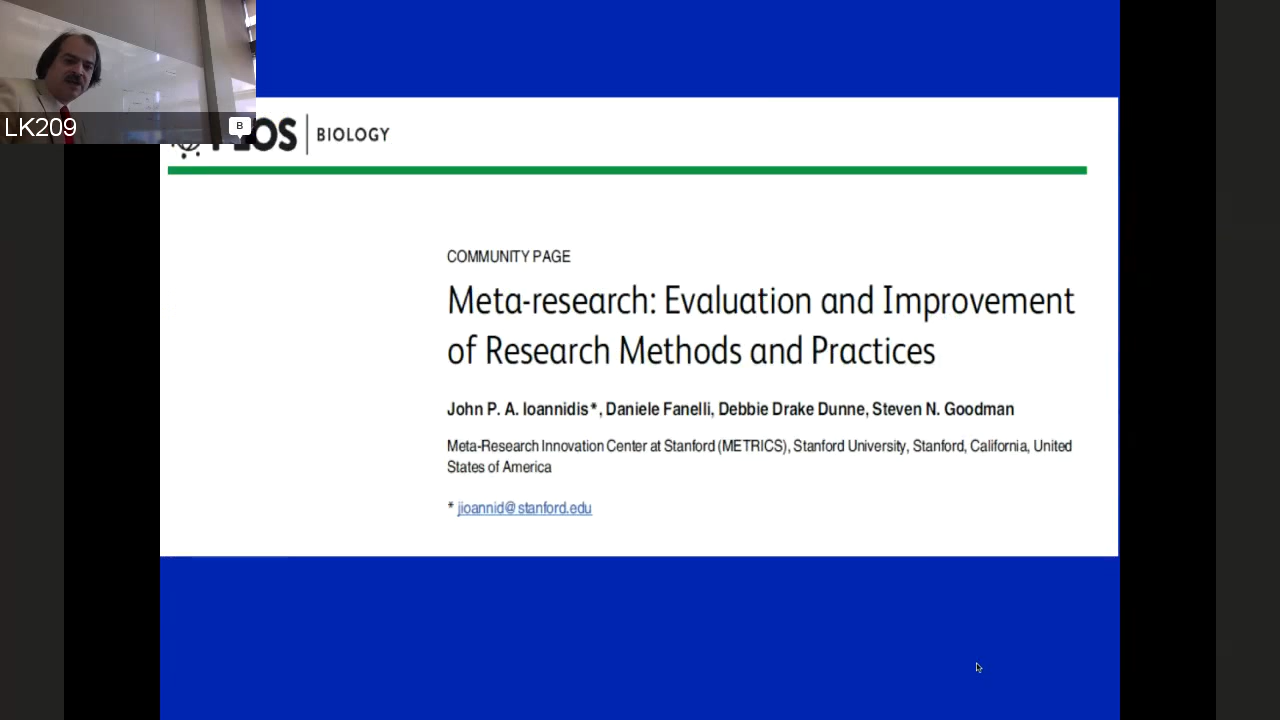 LK209
B
BIOLOGY
COMMUNITY PAGE
Meta-research: Evaluation and Improvement
of Research Methods and Practices
John P. A. Ioannidis*, Daniele Fanelli, Debbie Drake Dunne, Steven N. Goodman
Meta-Research Innovation Center at Stanford (METRICS), Stanford University, Stanford, California, United
States of America
* jioannid@stanford.edu